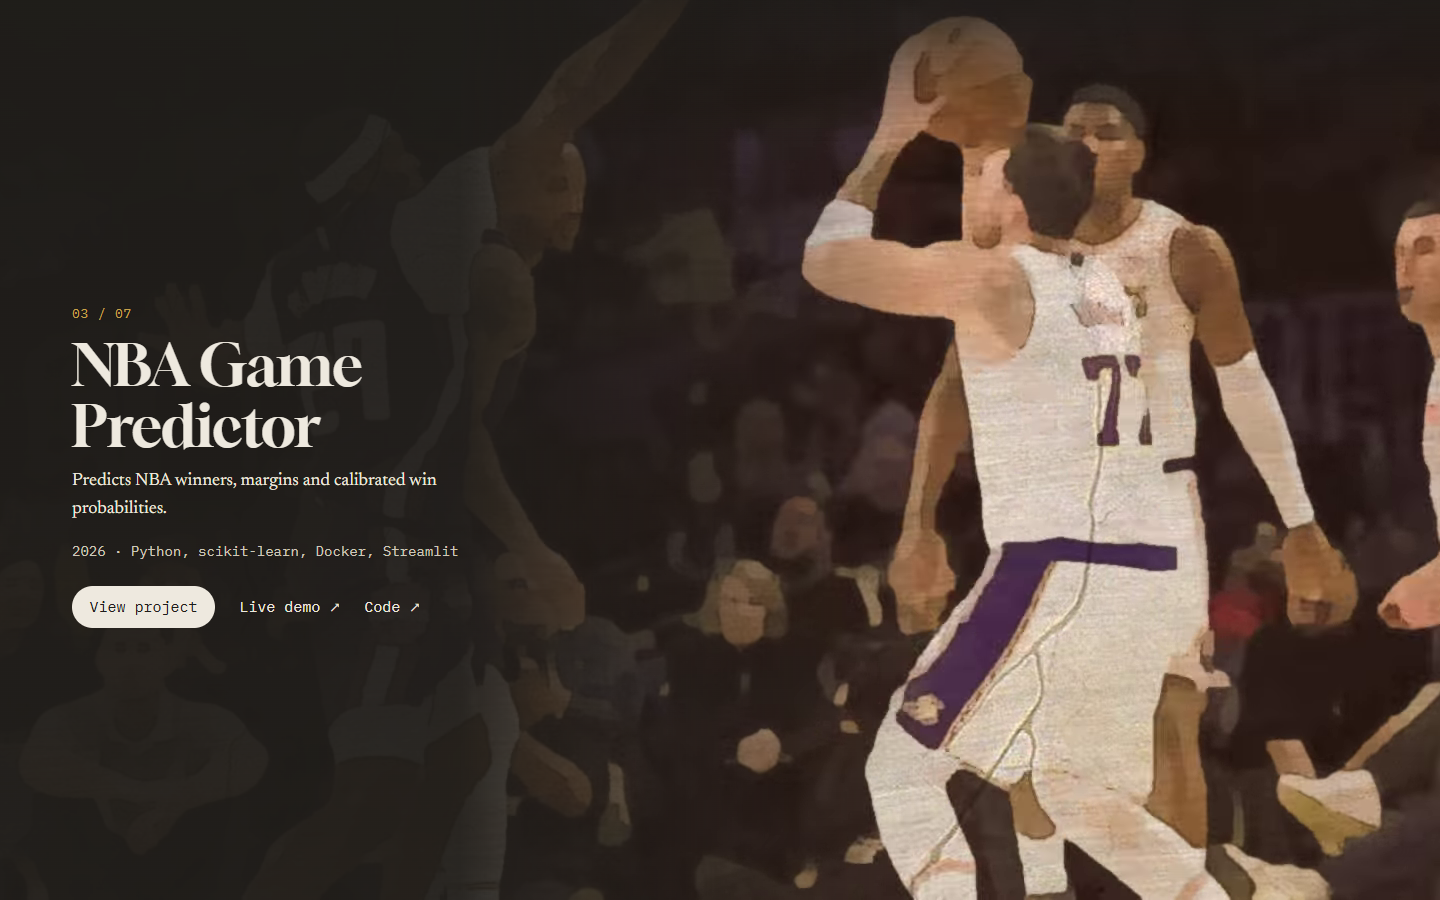 03 / 07
NBA Game
Predictor
Predicts NBA winners, margins and calibrated win
probabilities.
2026 · Python, scikit-learn, Docker, Streamlit
View project Live demo ↗ Code ↗
77